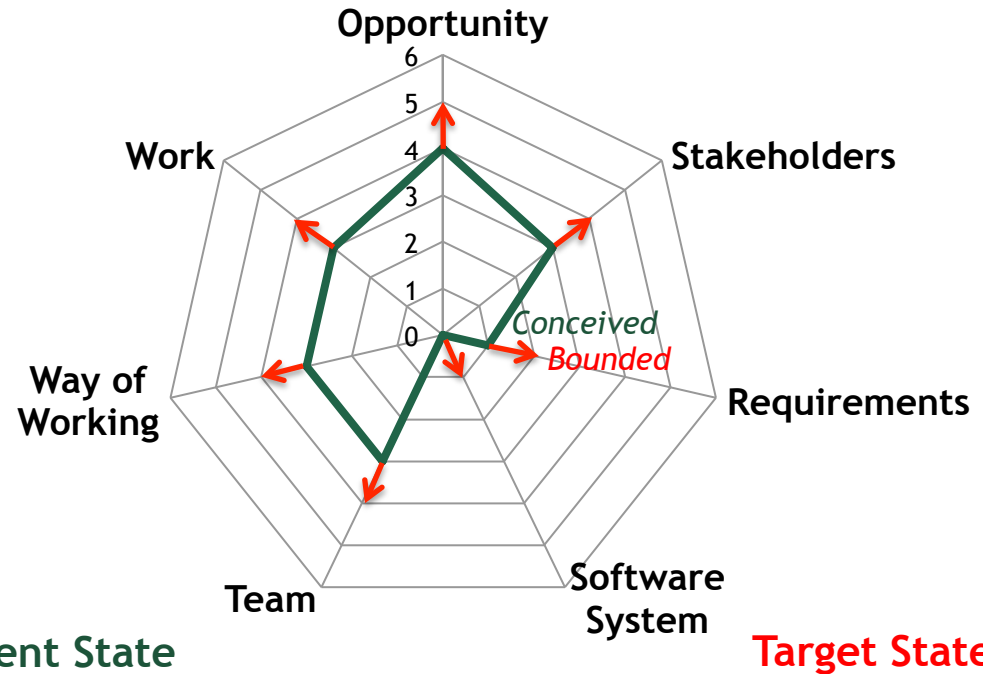 Opportunity
6
5
4
3
2
1
0
Work
Stakeholders
Conceived
Bounded
Way of
Working
Requirements
Team
Software
System
ent State
Target State